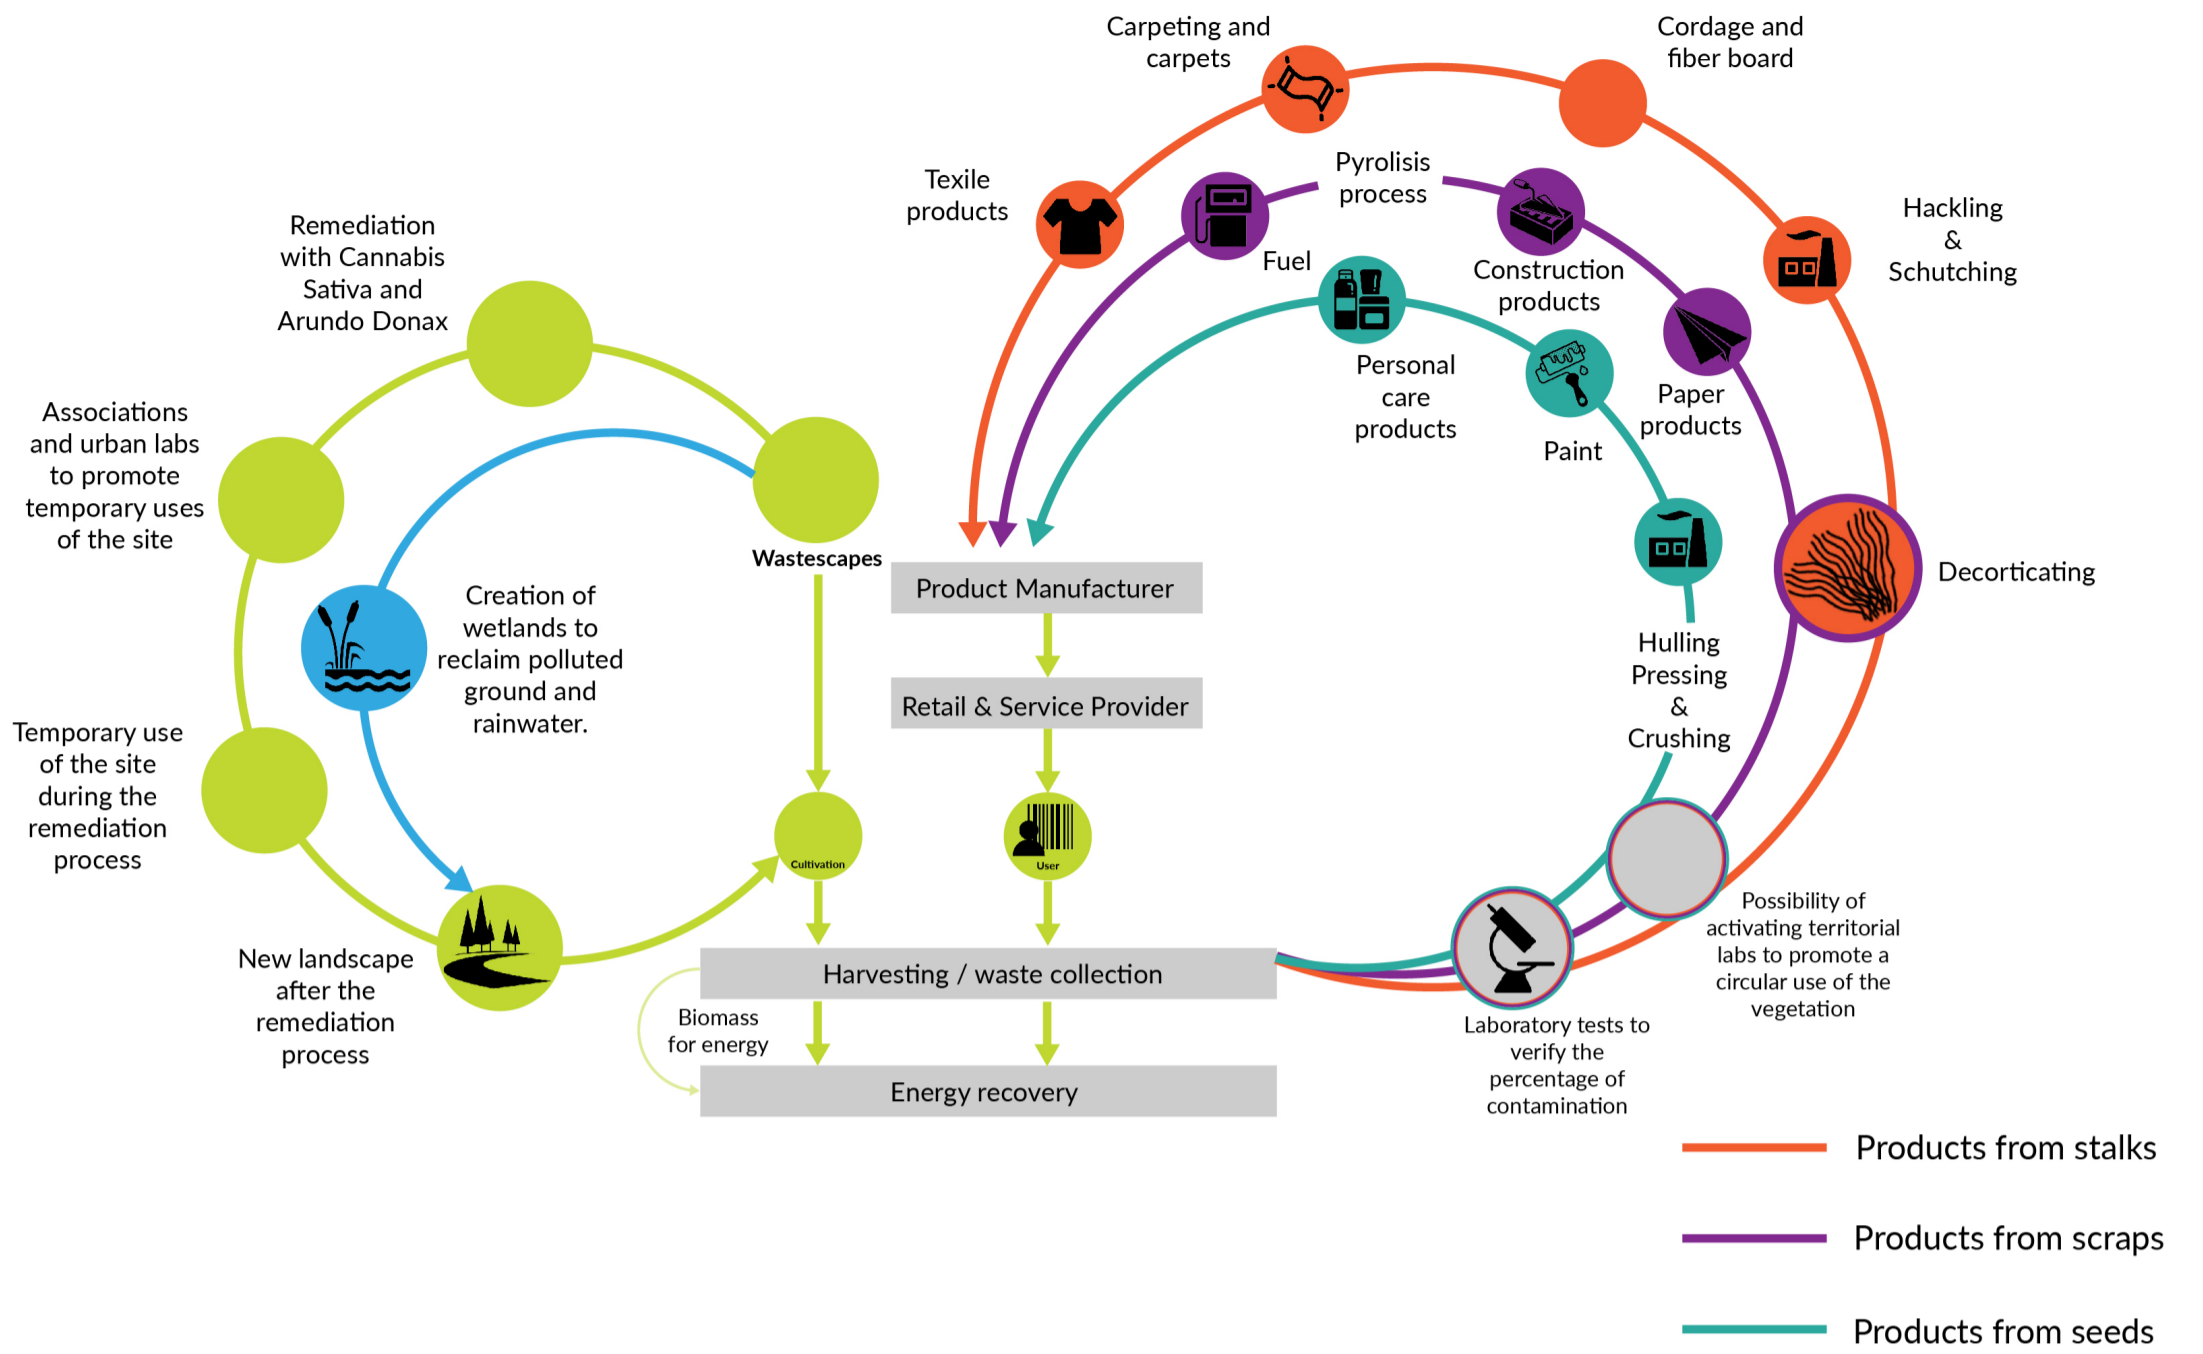 Carpeting and
carpets
Cordage and
fiber board
Texile
products
Pyrolisis
process
Hackling
&
Schutching
Fuel
Construction
products
Personal
care
products
Paper
products
Paint
Decorticating
Hulling
Pressing
&
Crushing
Remediation
with Cannabis
Sativa and
Arundo Donax
Associations
and urban labs
to promote
temporary uses
of the site
Wastescapes
Creation of
wetlands to
reclaim polluted
ground and
rainwater.
Temporary use
of the site
during the
remediation
process
New landscape
after the
remediation
process
Product Manufacturer
Retail & Service Provider
Cultivation
User
Harvesting / waste collection
Biomass
for energy
Energy recovery
Possibility of
activating territorial
labs to promote a
circular use of the
vegetation
Laboratory tests to
verify the
percentage of
contamination
Products from stalks
Products from scraps
Products from seeds